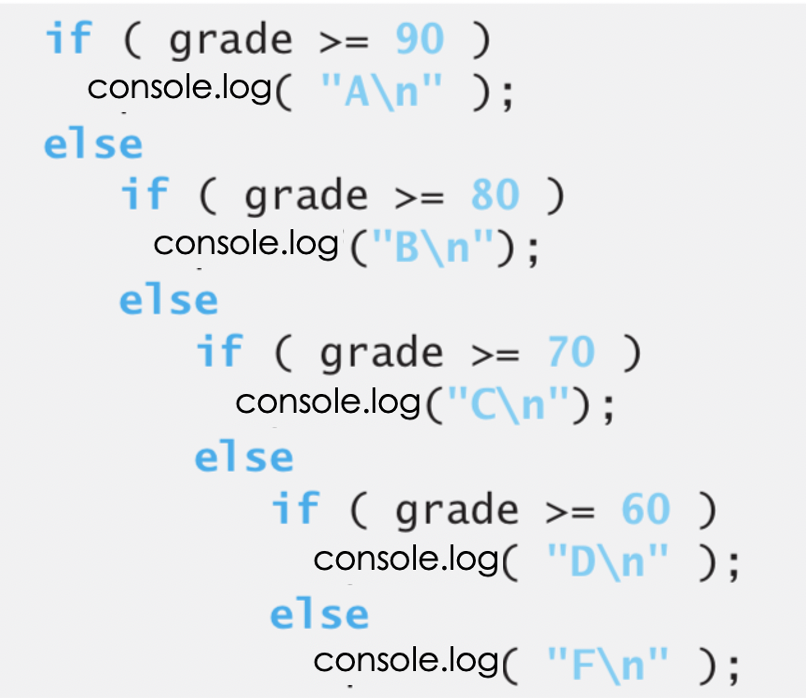 if ( grade >= 90 )
console.log( "A\n" );
else
if ( grade >= 80 )
console.log ("B\n");
else
if ( grade >= 70 )
console.log("C\n");
else
if ( grade >= 60 )
console.log( "D\n" );
else
console.log( "F\n" );